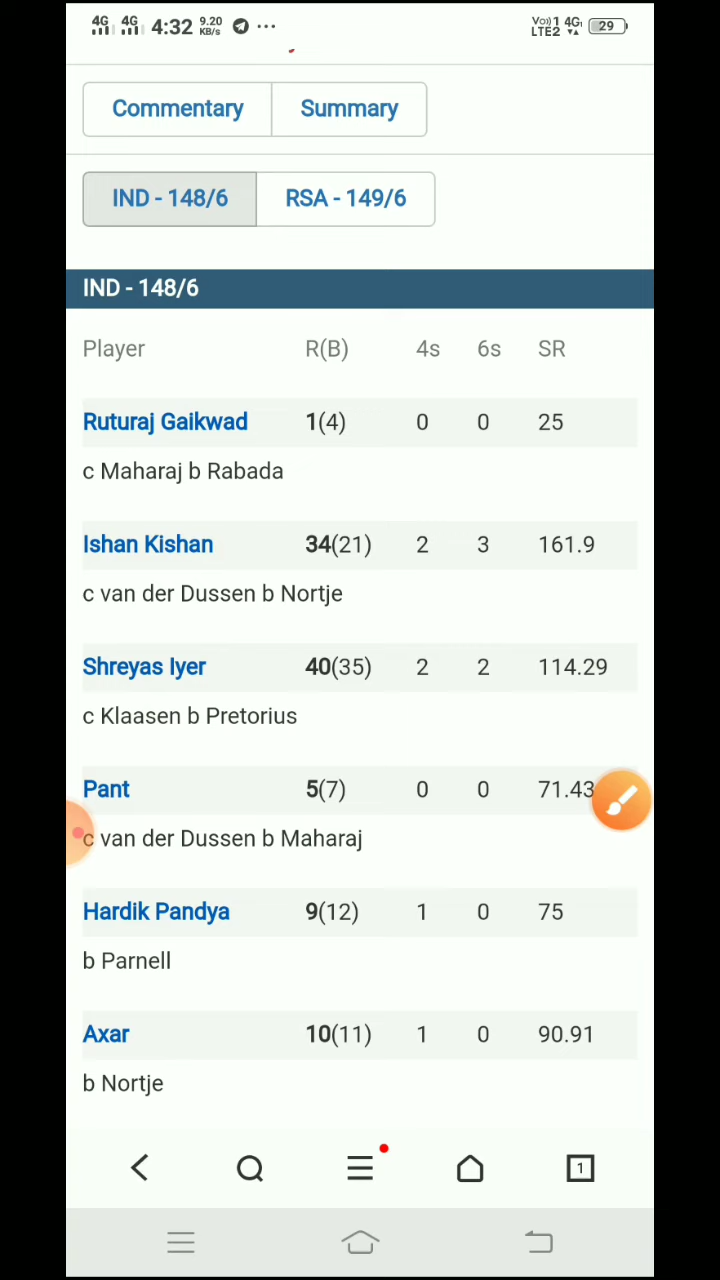 4G 4G 4:32 9.20 KB/s ... Vo) 1 4G LTE2 29
Commentary Summary
IND - 148/6 RSA - 149/6
IND - 148/6
Player R(B) 4s 6s SR
Ruturaj Gaikwad 1(4) 0 0 25
c Maharaj b Rabada
Ishan Kishan 34(21) 2 3 161.9
c van der Dussen b Nortje
Shreyas Iyer 40(35) 2 2 114.29
c Klaasen b Pretorius
Pant 5(7) 0 0 71.43
c van der Dussen b Maharaj
Hardik Pandya 9(12) 1 0 75
b Parnell
Axar 10(11) 1 0 90.91
b Nortje
1